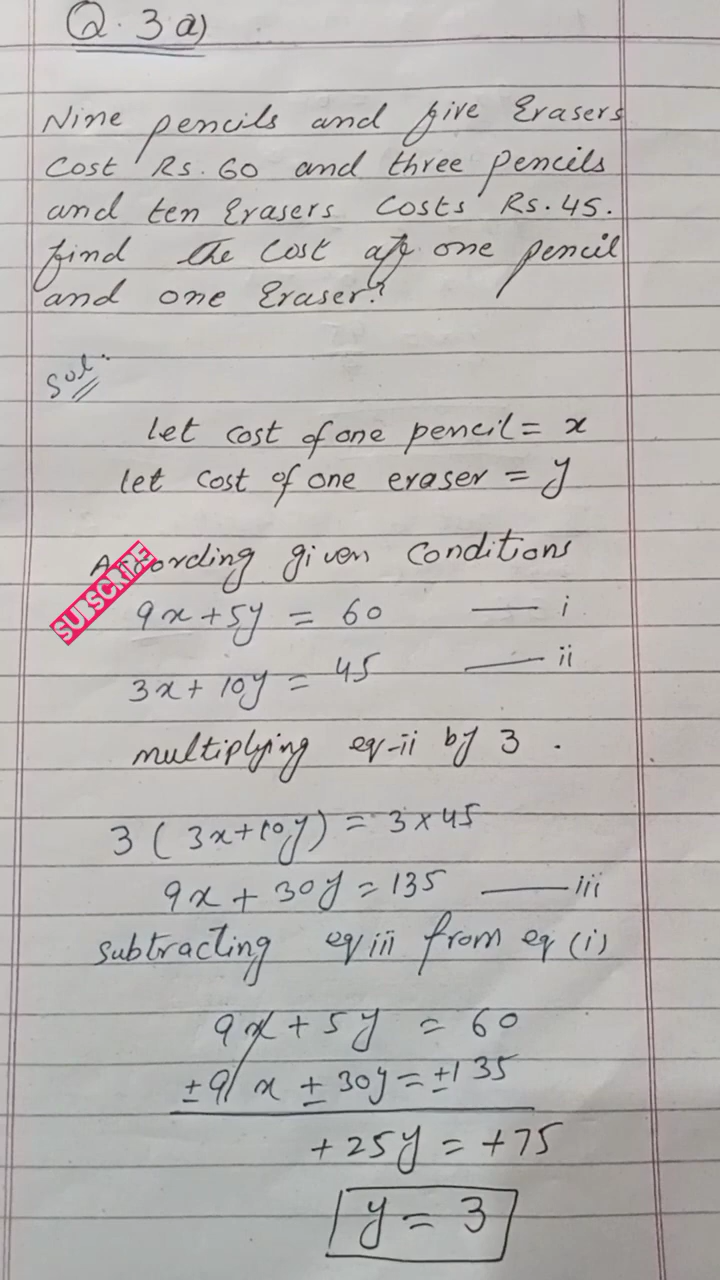 Q. 3 a)
Nine pencils and five Erasers
Cost Rs. 60 and three pencils
and ten Erasers Costs Rs. 45.
find the Cost of one pencil
and one Eraser?
Sol.
let cost of one pencil = x
let cost of one eraser = y
According given Conditions
SUBSCRIBE
9x + 5y = 60 — i
3x + 10y = 45 — ii
multiplying eq-ii by 3.
3 ( 3x+10y) = 3 x 45
9x + 30y = 135 — iii
subtracting eq iii from eq (i)
9x + 5y = 60
±9x ± 30y = ±135
+25y = +75
y = 3